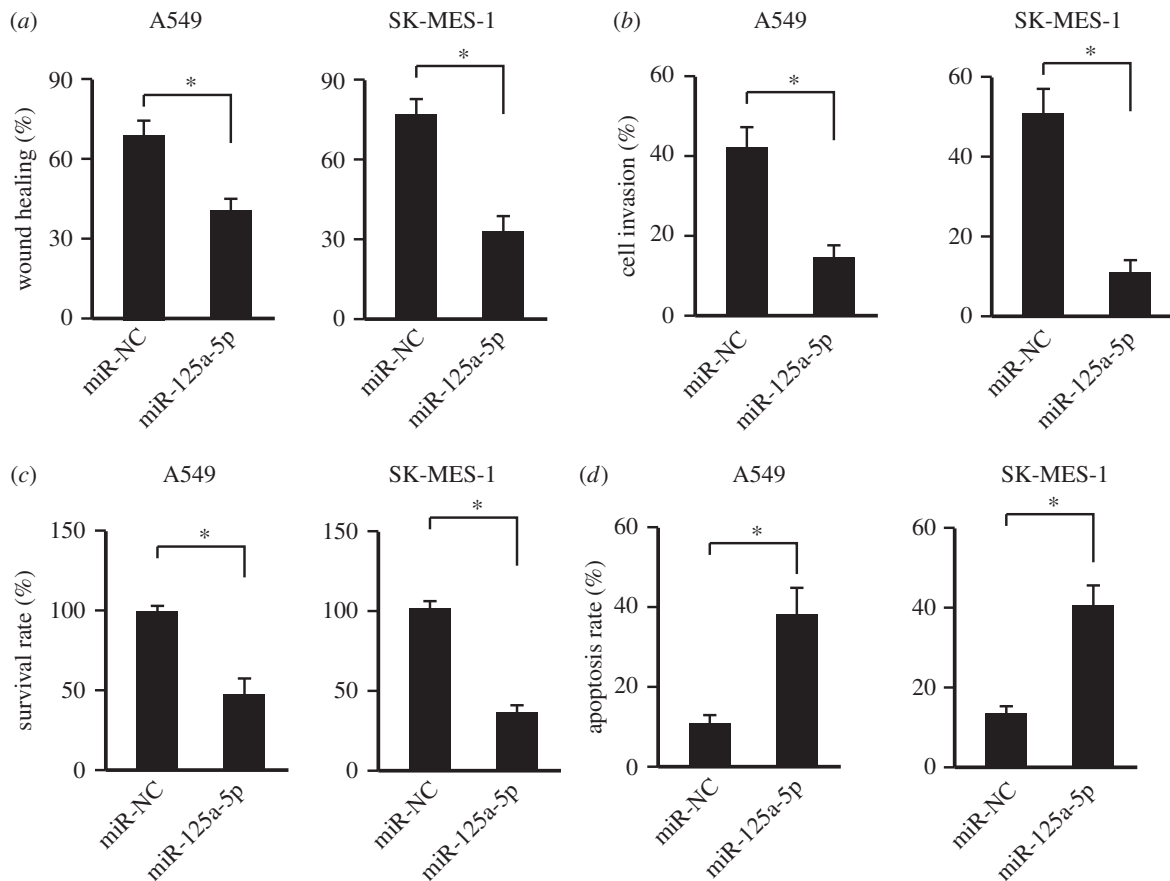 (a) A549 SK-MES-1
wound healing (%)
90
60
30
0
*
miR-NC
miR-125a-5p
90
60
30
0
*
miR-NC
miR-125a-5p
(b) A549 SK-MES-1
cell invasion (%)
60
40
20
0
*
miR-NC
miR-125a-5p
60
40
20
0
*
miR-NC
miR-125a-5p
(c) A549 SK-MES-1
survival rate (%)
150
100
50
0
*
miR-NC
miR-125a-5p
150
100
50
0
*
miR-NC
miR-125a-5p
(d) A549 SK-MES-1
apoptosis rate (%)
60
40
20
0
*
miR-NC
miR-125a-5p
60
40
20
0
*
miR-NC
miR-125a-5p